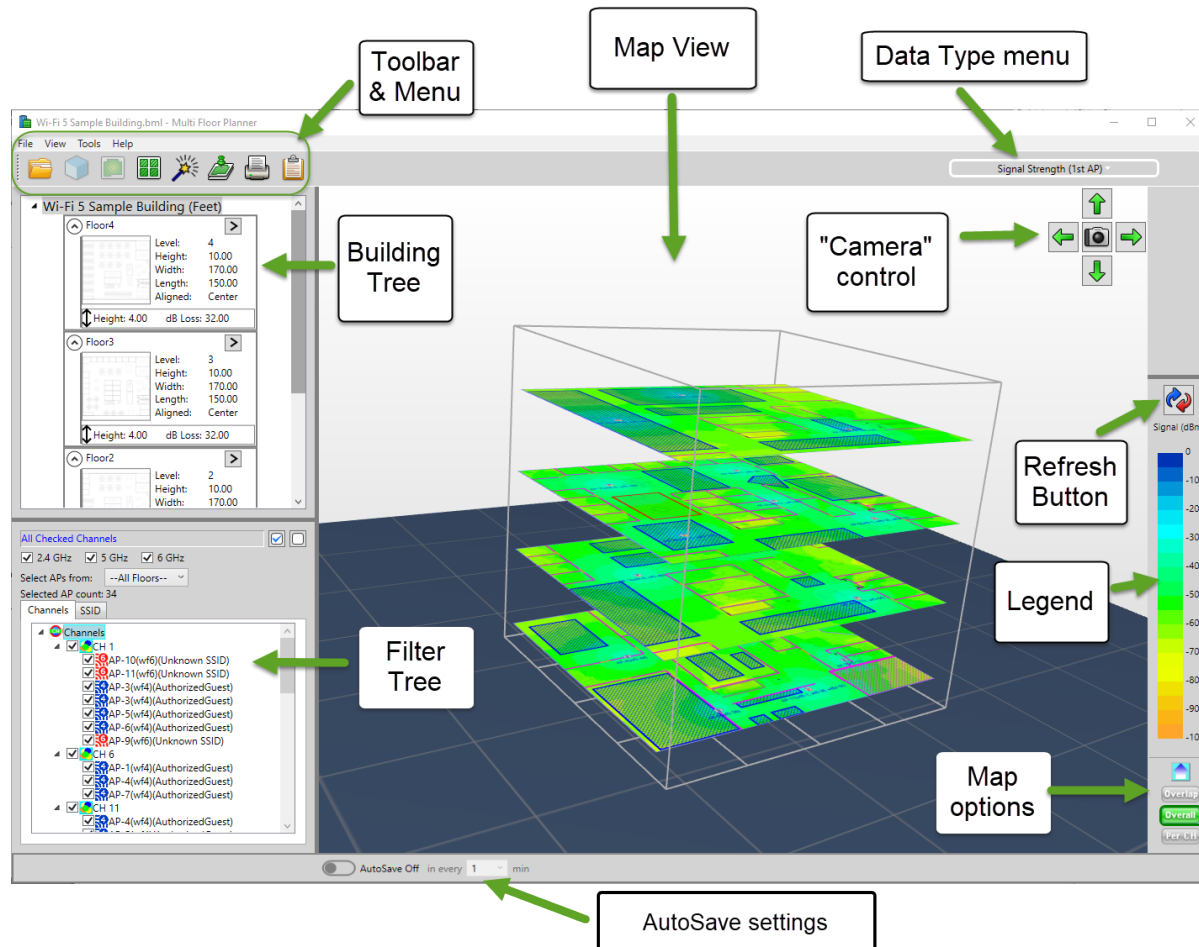 Map View
Data Type menu
Toolbar
& Menu
Wi-Fi 5 Sample Building.bml - Multi Floor Planner
File View Tools Help
Signal Strength (1st AP)
Wi-Fi 5 Sample Building (Feet)
Floor4
Level: 4
Height: 10.00
Width: 170.00
Length: 150.00
Aligned: Center
Height: 4.00 dB Loss: 32.00
Floor3
Level: 3
Height: 10.00
Width: 170.00
Length: 150.00
Aligned: Center
Height: 4.00 dB Loss: 32.00
Floor2
Level: 2
Height: 10.00
Width: 170.00
Building
Tree
"Camera"
control
Refresh
Button
Signal (dBm
0
-10
-20
-30
-40
-50
-60
-70
-80
-90
-10
Legend
All Checked Channels
2.4 GHz 5 GHz 6 GHz
Select APs from: --All Floors--
Selected AP count: 34
Channels SSID
Channels
CH 1
AP-10(wf6)(Unknown SSID)
AP-11(wf6)(Unknown SSID)
AP-3(wf4)(AuthorizedGuest)
AP-3(wf4)(AuthorizedGuest)
AP-5(wf4)(AuthorizedGuest)
AP-6(wf4)(AuthorizedGuest)
AP-9(wf6)(Unknown SSID)
CH 6
AP-1(wf4)(AuthorizedGuest)
AP-4(wf4)(AuthorizedGuest)
AP-7(wf4)(AuthorizedGuest)
CH 11
AP-4(wf4)(AuthorizedGuest)
Filter
Tree
Map
options
Overlap
Overall
Per CH
AutoSave Off in every 1 min
AutoSave settings